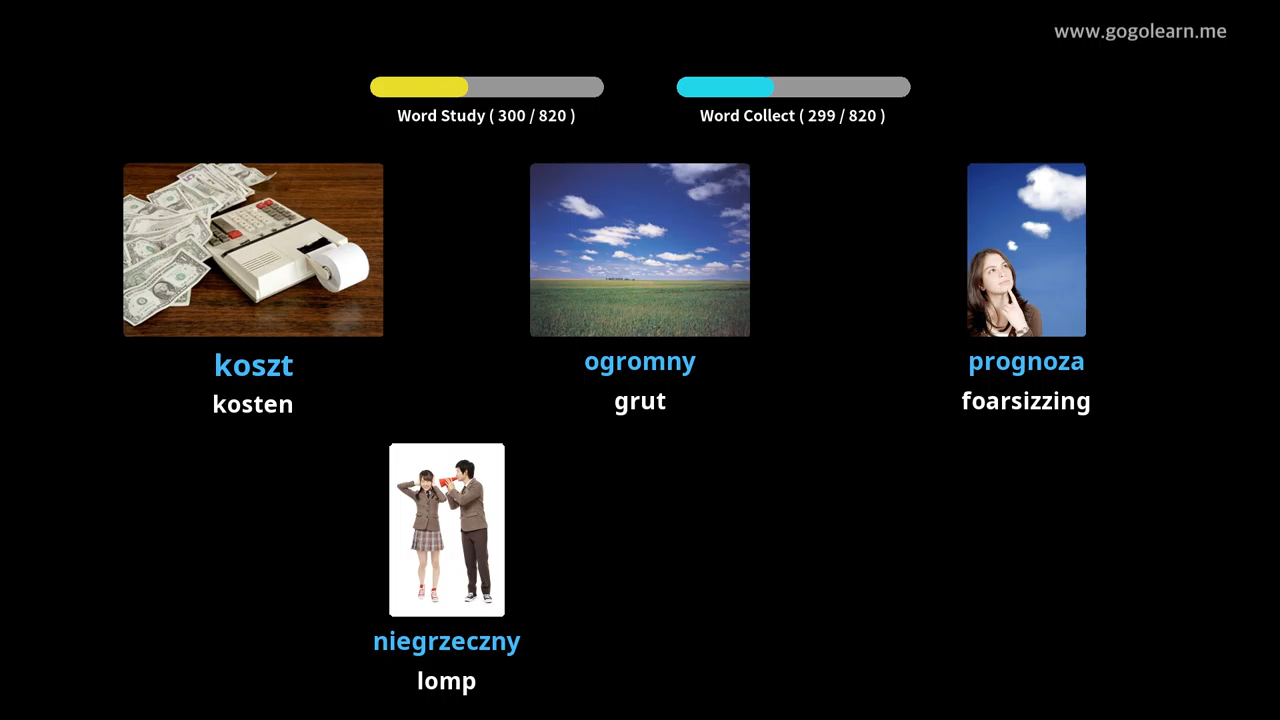 www.gogolearn.me
Word Study ( 300 / 820 )
Word Collect ( 299 / 820 )
koszt
kosten
ogromny
grut
prognoza
foarsizzing
niegrzeczny
lomp